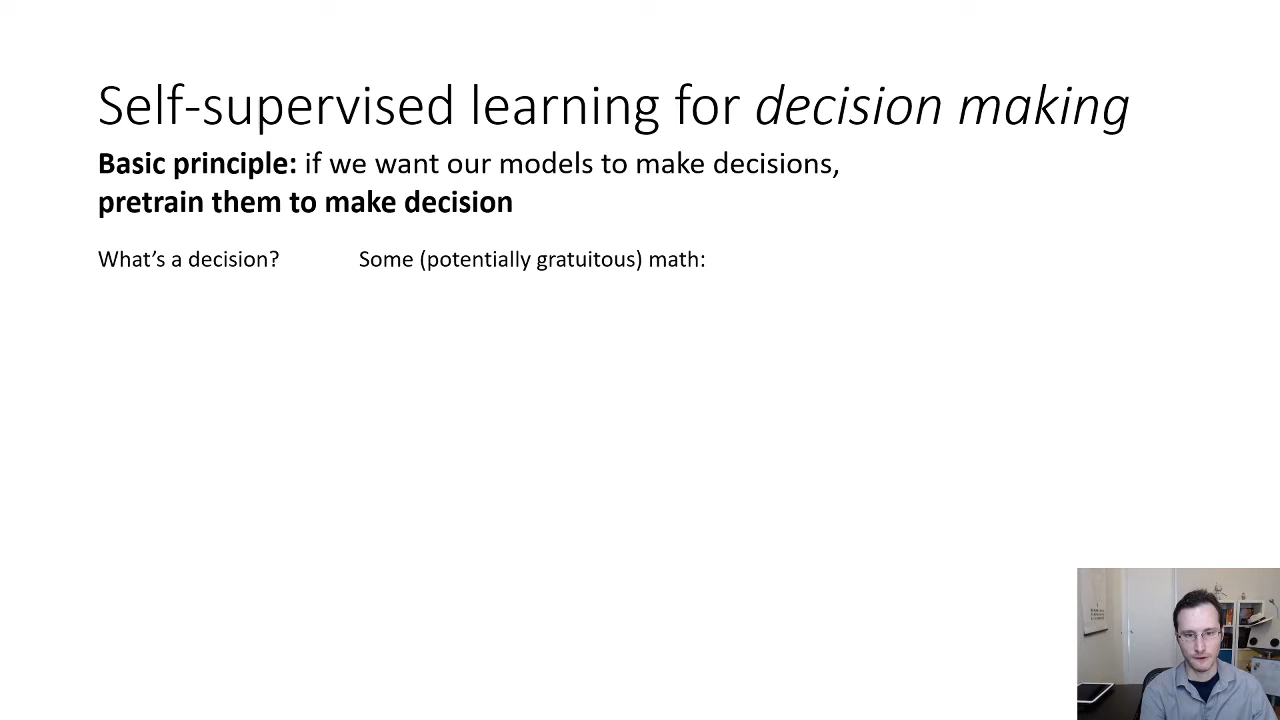 Self-supervised learning for decision making
Basic principle: if we want our models to make decisions,
pretrain them to make decision
What's a decision? Some (potentially gratuitous) math: